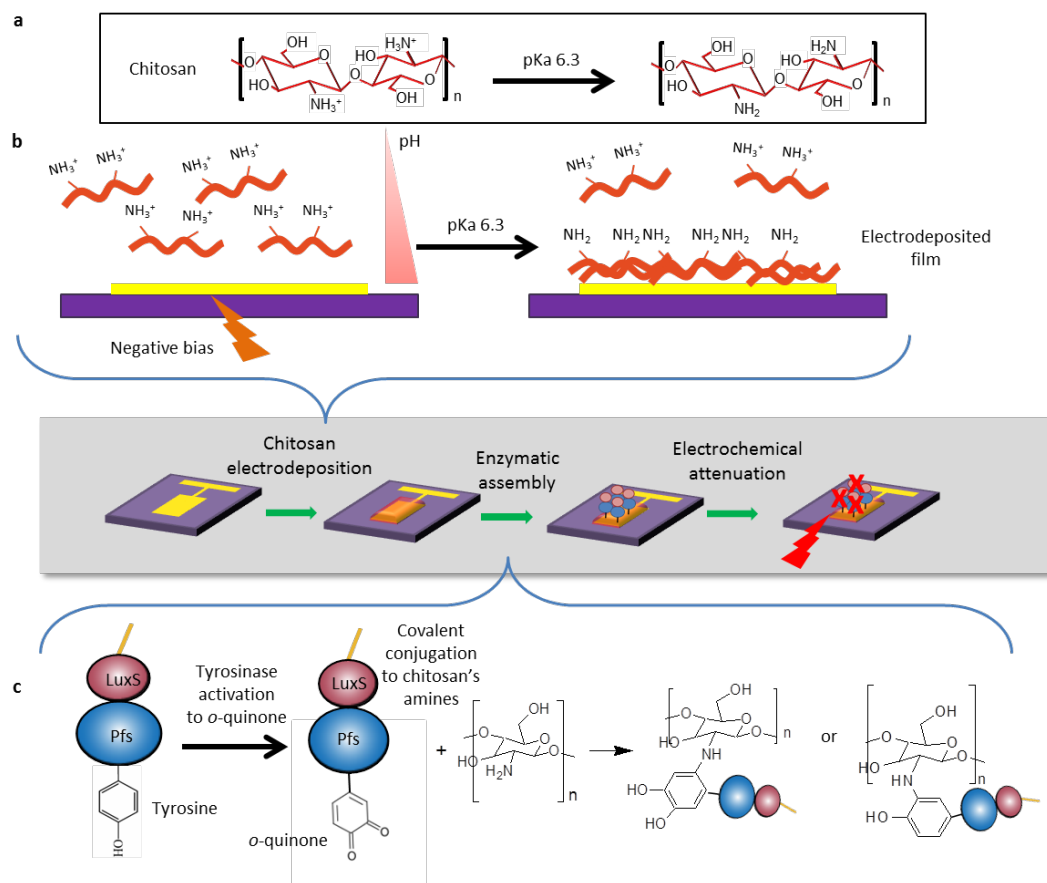 a
Chitosan
O
OH
O
HO
NH₃⁺
O
H₃N⁺
HO
O
OH
n
pKa 6.3
O
OH
O
HO
NH₂
O
H₂N
HO
O
OH
n
b
NH₃⁺ NH₃⁺ NH₃⁺ NH₃⁺
NH₃⁺ NH₃⁺ NH₃⁺ NH₃⁺
pH
pKa 6.3
NH₃⁺ NH₃⁺ NH₃⁺ NH₃⁺
NH₂ NH₂ NH₂ NH₂ NH₂ NH₂
Electrodeposited
film
Negative bias
Chitosan
electrodeposition
Enzymatic
assembly
Electrochemical
attenuation
X
X X
X
c
LuxS
Pfs
HO
Tyrosine
Tyrosinase
activation
to o-quinone
LuxS
Pfs
O
O
o-quinone
Covalent
conjugation
to chitosan's
amines
+
OH
O
O
HO
H₂N
O
n
OH
O
O
HO
O
n
NH
HO
HO
or
OH
O
O
HO
O
n
HN
HO